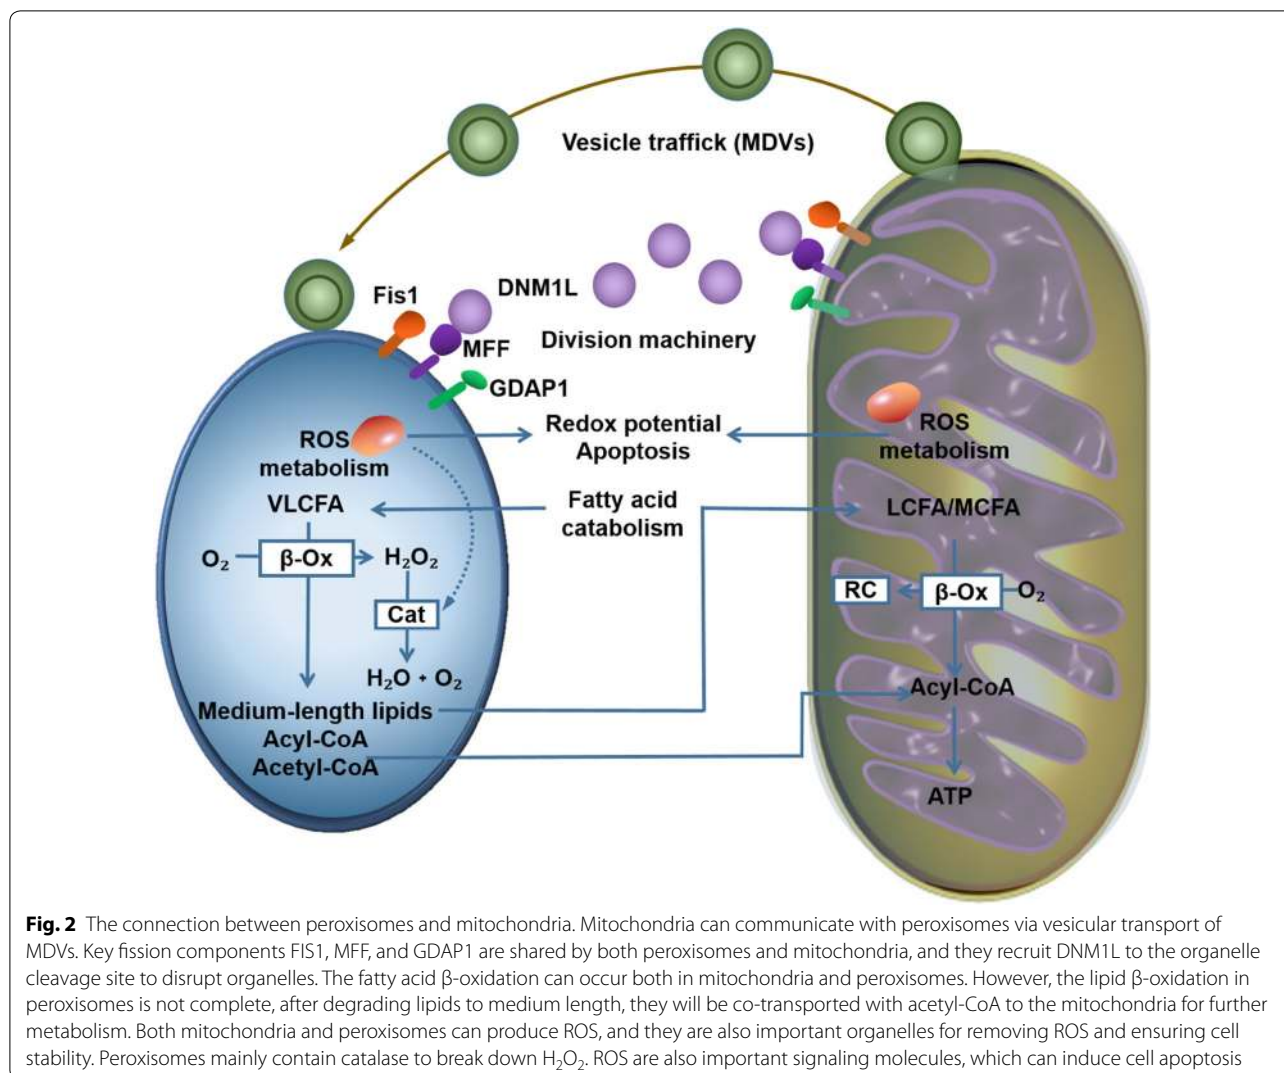 Vesicle traffick (MDVs)
Fis1
DNM1L
MFF
Division machinery
GDAP1
ROS
metabolism
Redox potential
Apoptosis
ROS
metabolism
VLCFA
Fatty acid
catabolism
LCFA/MCFA
O₂
β-Ox
H₂O₂
RC
β-Ox
O₂
Cat
H₂O + O₂
Medium-length lipids
Acyl-CoA
Acetyl-CoA
Acyl-CoA
ATP
Fig. 2 The connection between peroxisomes and mitochondria. Mitochondria can communicate with peroxisomes via vesicular transport of
MDVs. Key fission components FIS1, MFF, and GDAP1 are shared by both peroxisomes and mitochondria, and they recruit DNM1L to the organelle
cleavage site to disrupt organelles. The fatty acid β-oxidation can occur both in mitochondria and peroxisomes. However, the lipid β-oxidation in
peroxisomes is not complete, after degrading lipids to medium length, they will be co-transported with acetyl-CoA to the mitochondria for further
metabolism. Both mitochondria and peroxisomes can produce ROS, and they are also important organelles for removing ROS and ensuring cell
stability. Peroxisomes mainly contain catalase to break down H₂O₂. ROS are also important signaling molecules, which can induce cell apoptosis